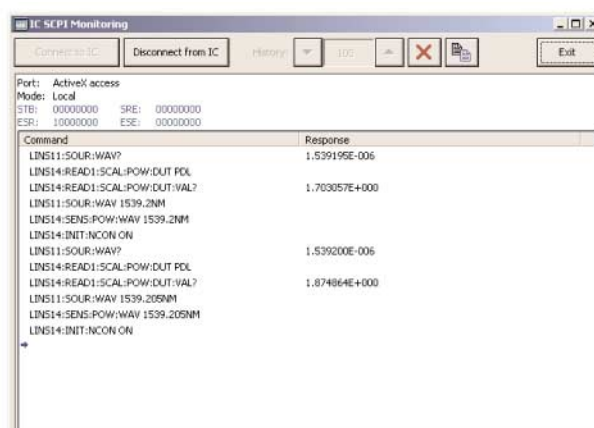 IC SCPI Monitoring
Connect to IC Disconnect from IC History: 100 Exit
Port: ActiveX access
Mode: Local
STB: 00000000 SRE: 00000000
ESR: 10000000 ESE: 00000000
Command Response
LINS11:SOUR:WAV? 1.539195E-006
LINS14:READ1:SCAL:POW:DUT PDL
LINS14:READ1:SCAL:POW:DUT:VAL? 1.703057E+000
LINS11:SOUR:WAV 1539.2NM
LINS14:SENS:POW:WAV 1539.2NM
LINS14:INIT:NCON ON
LINS11:SOUR:WAV? 1.539200E-006
LINS14:READ1:SCAL:POW:DUT PDL
LINS14:READ1:SCAL:POW:DUT:VAL? 1.874864E+000
LINS11:SOUR:WAV 1539.205NM
LINS14:SENS:POW:WAV 1539.205NM
LINS14:INIT:NCON ON